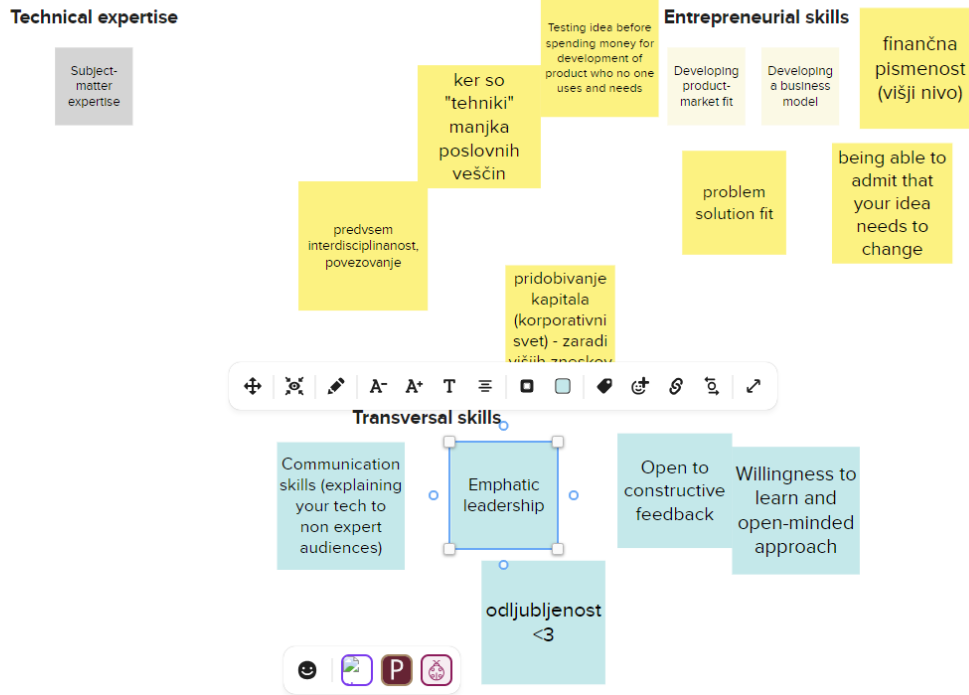 Technical expertise
Entrepreneurial skills
Subject-
matter
expertise
ker so
"tehniki"
manjka
poslovnih
veščin
Testing idea before
spending money for
development of
product who no one
uses and needs
Developing
product-
market fit
Developing
a business
model
finančna
pismenost
(višji nivo)
predvsem
interdisciplinanost,
povezovanje
problem
solution fit
being able to
admit that
your idea
needs to
change
pridobivanje
kapitala
(korporativni
svet) - zaradi
višjih zneskov
A-
A+
T
Transversal skills
Communication
skills (explaining
your tech to
non expert
audiences)
Emphatic
leadership
Open to
constructive
feedback
Willingness to
learn and
open-minded
approach
odljubljenost
<3
P